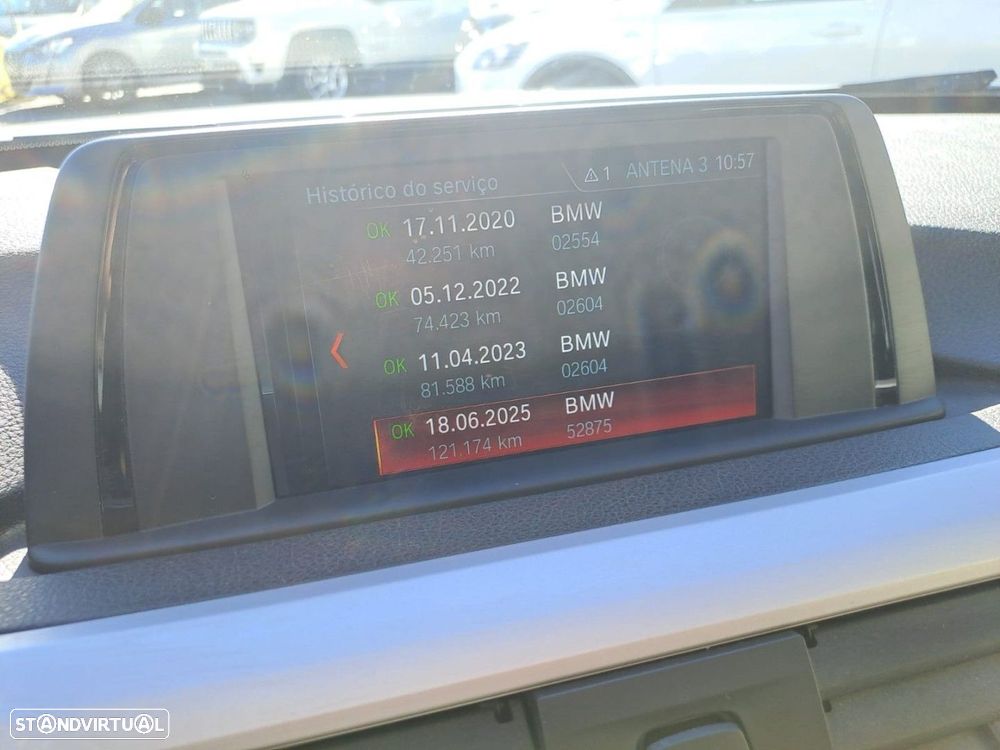 Histórico do serviço
⚠ 1 ANTENA 3 10:57
OK 17.11.2020 BMW
42.251 km 02554
OK 05.12.2022 BMW
74.423 km 02604
OK 11.04.2023 BMW
81.588 km 02604
OK 18.06.2025 BMW
121.174 km 52875
STANDVIRTUAL